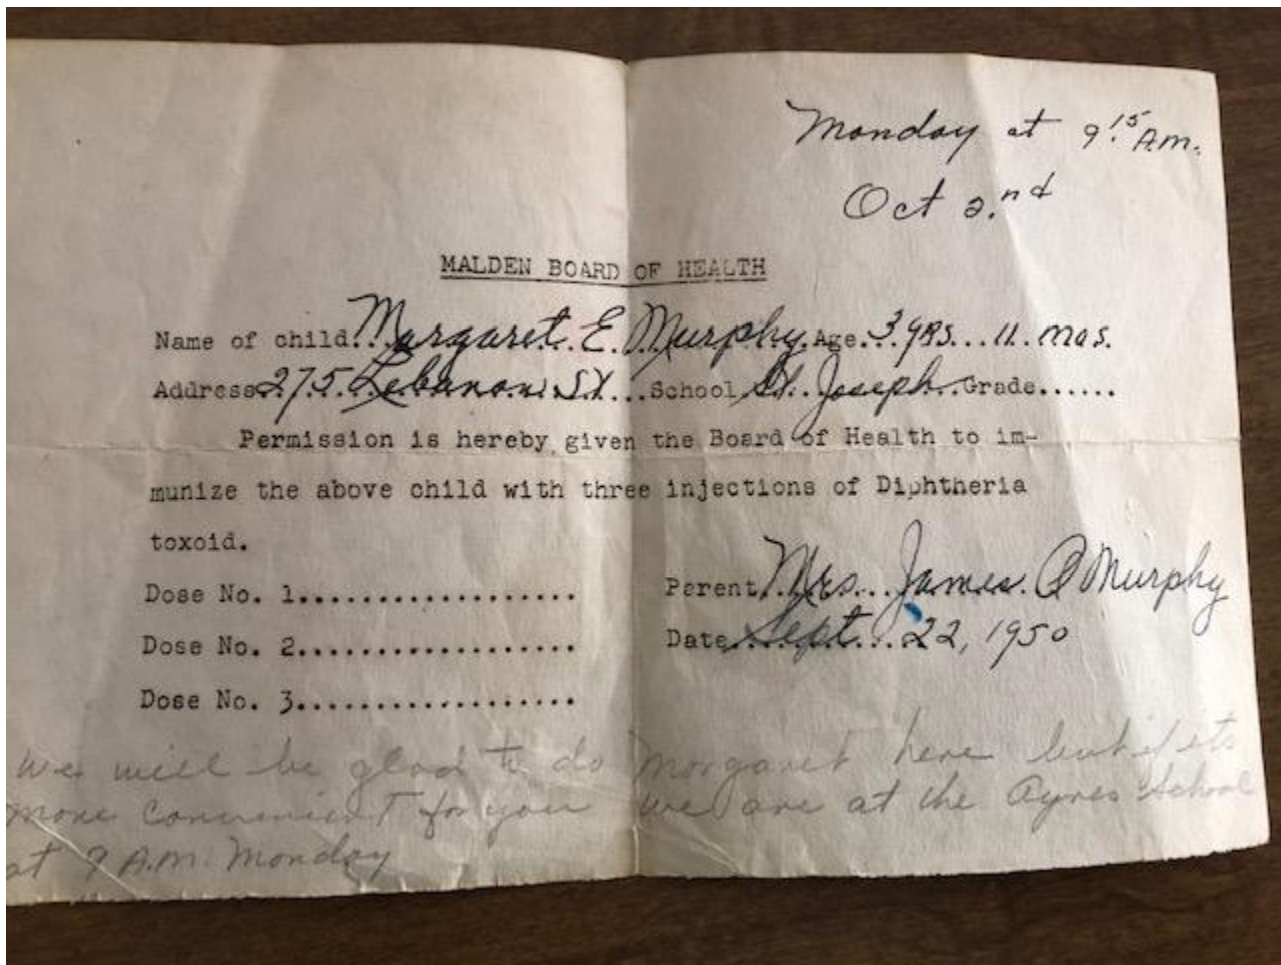 Monday at 9:15 A.M.
Oct 2.nd
MALDEN BOARD OF HEALTH
Name of child...Margaret.E.Murphy.Age..3.yrs...11.mos.
Address.275.Lebanon.St...School.St..Joseph..Grade......
Permission is hereby given the Board of Health to im-
munize the above child with three injections of Diphtheria
toxoid.
Dose No. 1................... Parent.Mrs...James.P Murphy
Dose No. 2................... Date.Sept...22, 1950
Dose No. 3...................
We will be glad to do Margaret here but if its
more convenient for you we are at the Ayres School
at 9 A.M. Monday